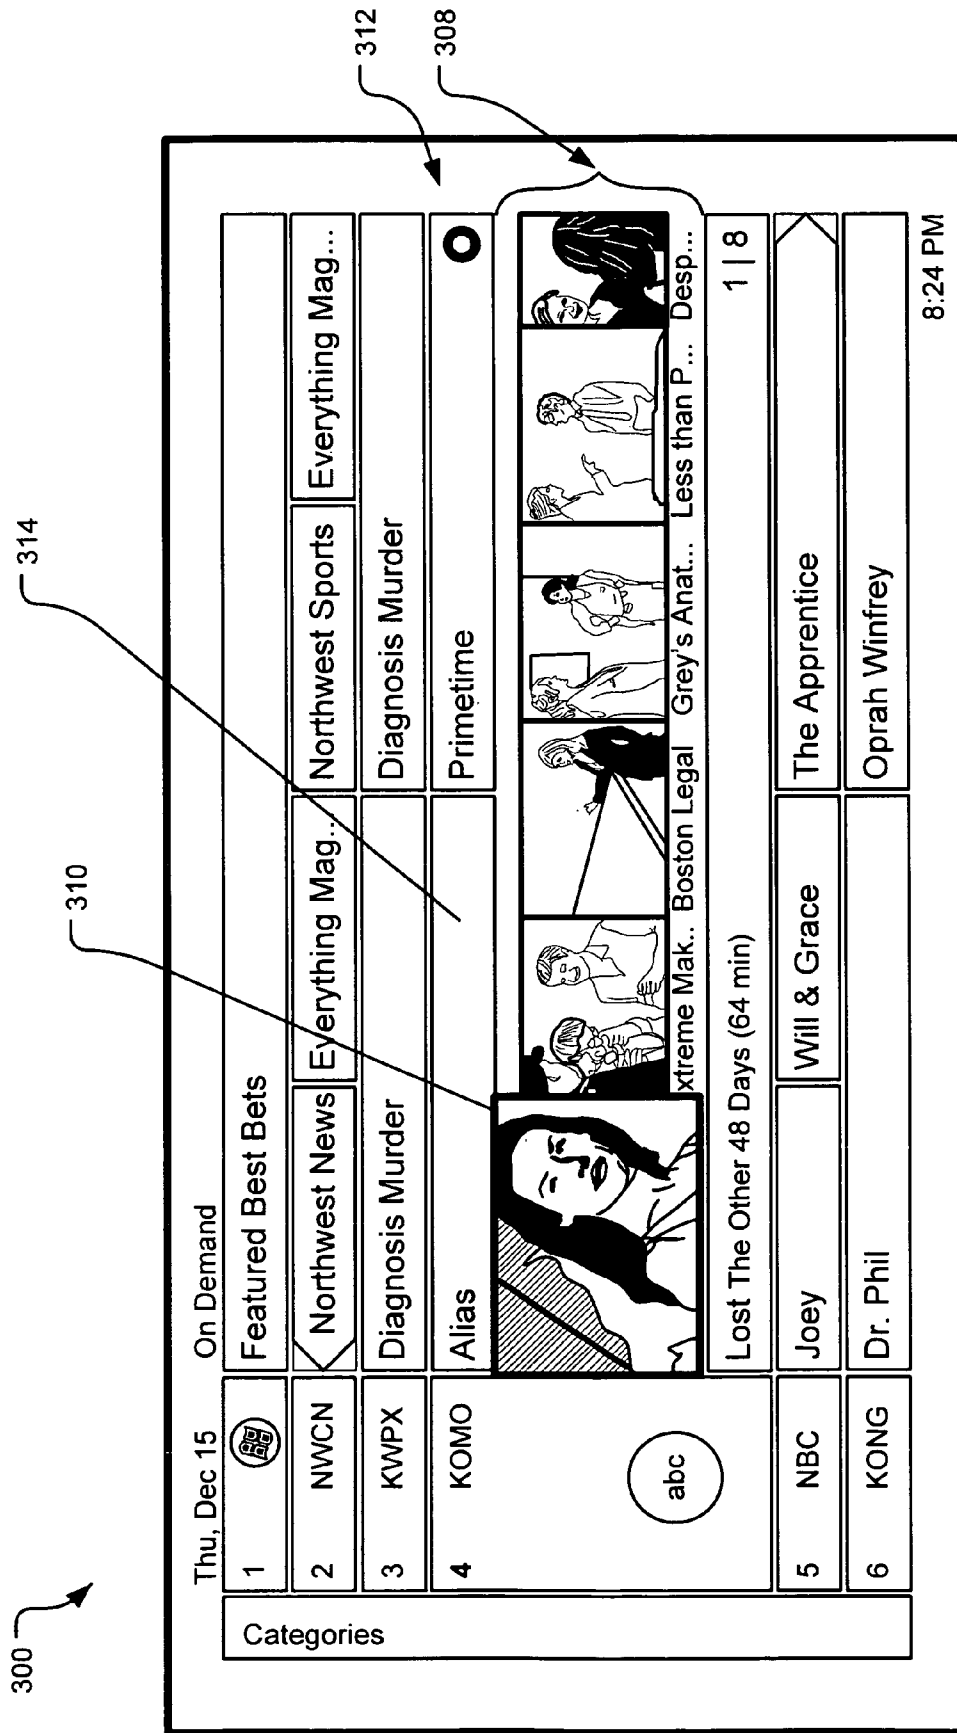 300
312
308
314
310
Thu, Dec 15 On Demand
Categories
1 Featured Best Bets
2 NWCN Northwest News Everything Mag... Northwest Sports Everything Mag...
3 KWPX Diagnosis Murder Diagnosis Murder
4 KOMO Alias Primetime
abc
xtreme Mak.. Boston Legal Grey's Anat... Less than P... Desp...
Lost The Other 48 Days (64 min) 1 | 8
5 NBC Joey Will & Grace The Apprentice
6 KONG Dr. Phil Oprah Winfrey
8:24 PM